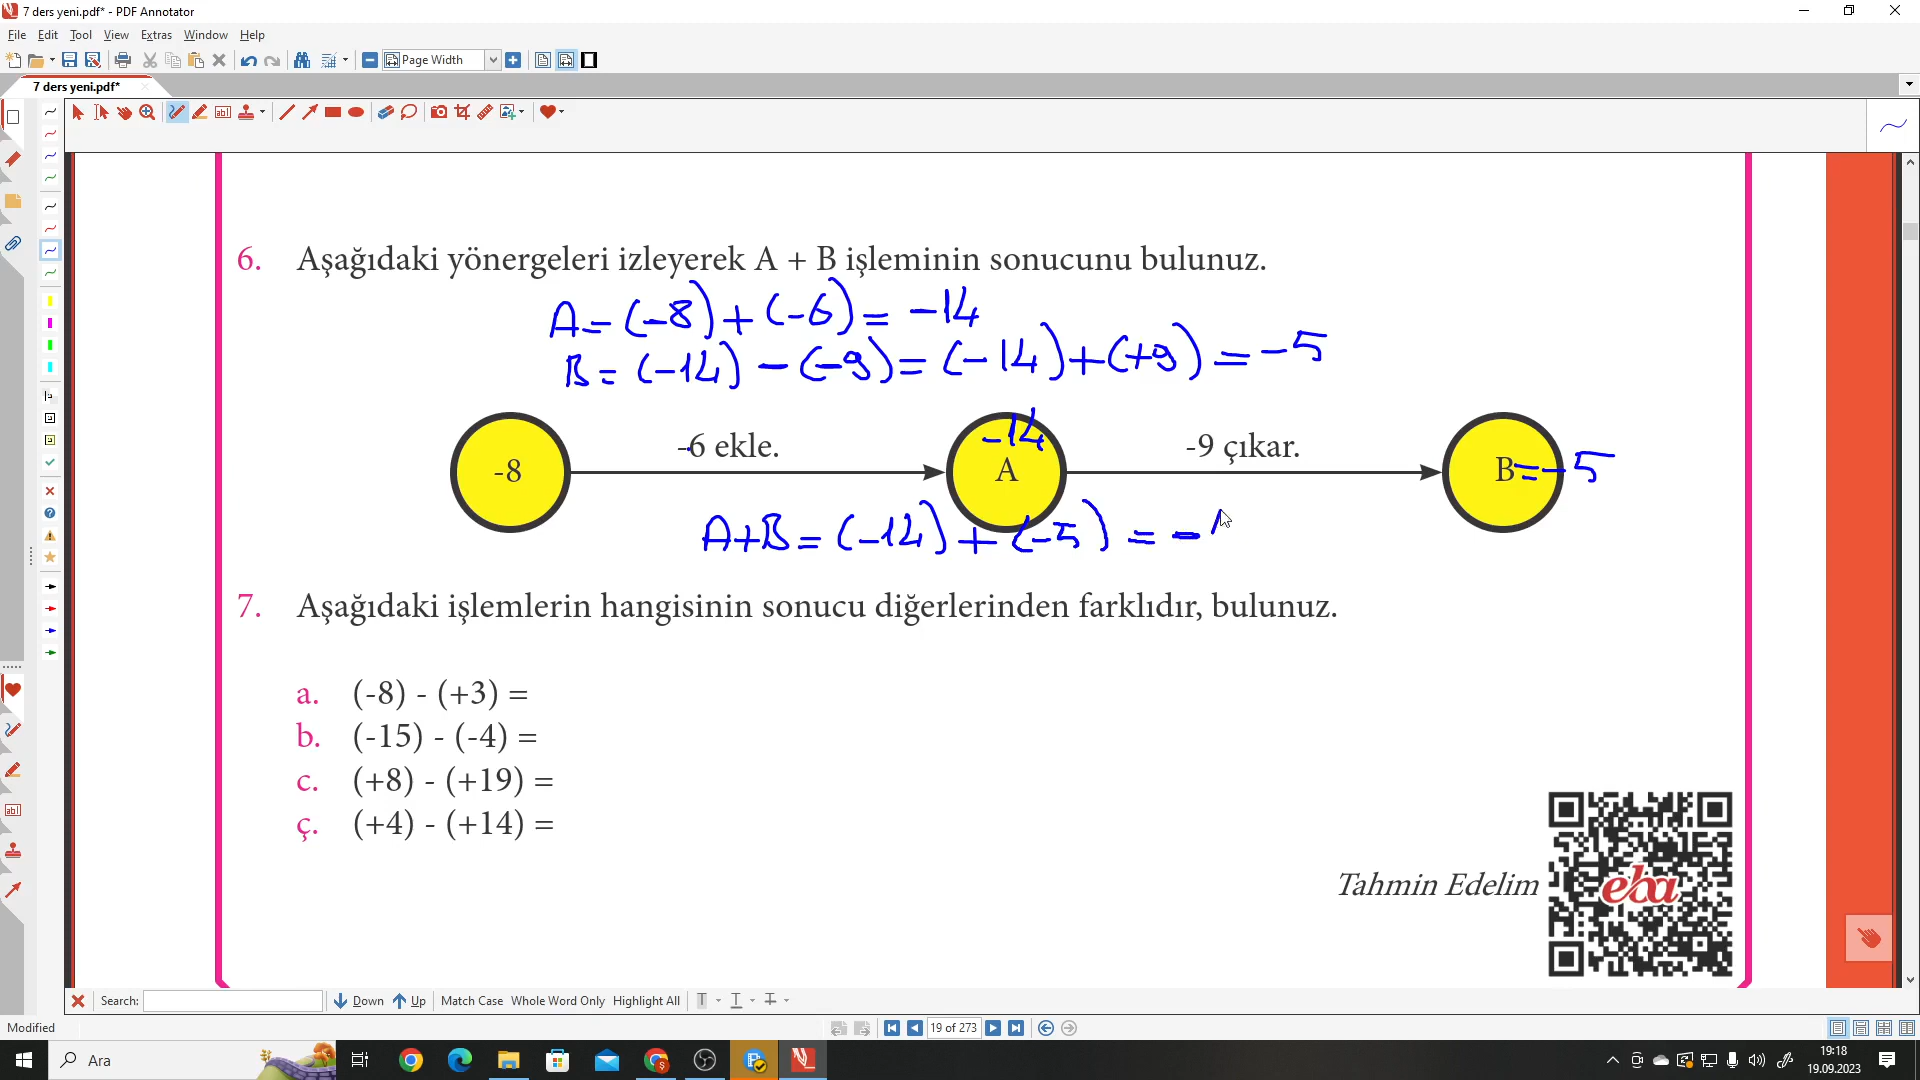 7 ders yeni.pdf* - PDF Annotator
File Edit Tool View Extras Window Help
Page Width
7 ders yeni.pdf*
6. Aşağıdaki yönergeleri izleyerek A + B işleminin sonucunu bulunuz.
A = (-8) + (-6) = -14
B = (-14) - (-9) = (-14) + (+9) = -5
-8
-6 ekle.
-14
A
-9 çıkar.
B = -5
A+B = (-14) + (-5) = -1
7. Aşağıdaki işlemlerin hangisinin sonucu diğerlerinden farklıdır, bulunuz.
a. (-8) - (+3) =
b. (-15) - (-4) =
c. (+8) - (+19) =
ç. (+4) - (+14) =
Tahmin Edelim
eba
Search: Down Up Match Case Whole Word Only Highlight All
Modified
19 of 273
Ara
19:18
19.09.2023